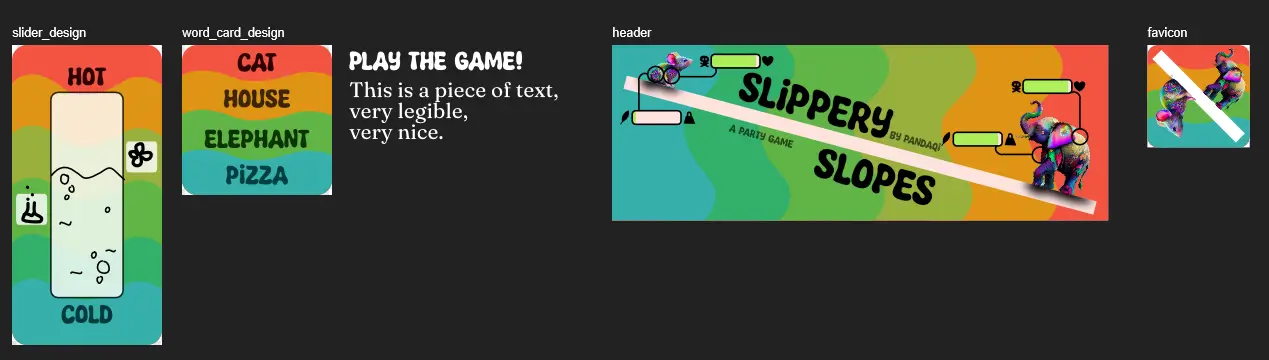 slider_design
HOT
COLD
word_card_design
CAT
HOUSE
ELEPHANT
PiZZA
PLAY THE GAME!
This is a piece of text,
very legible,
very nice.
header
SLiPPERY
BY PANDAQI
A PARTY GAME
SLOPES
favicon